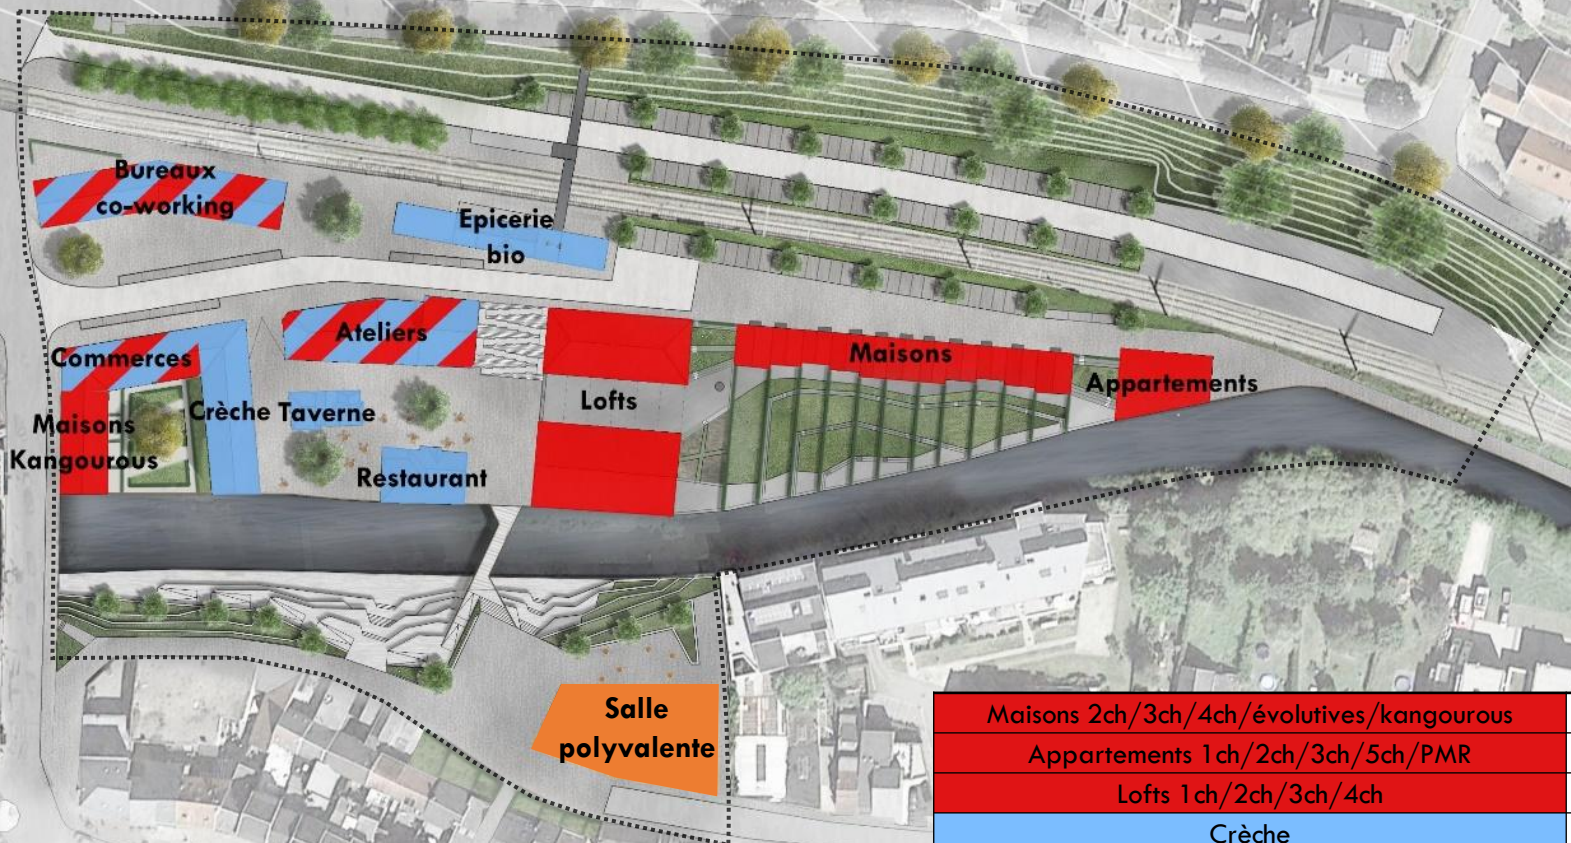 Bureaux
co-working
Epicerie
bio
Ateliers
Commerces
Maisons
Lofts
Appartements
Crèche
Taverne
Maisons
Kangourous
Restaurant
Salle
polyvalente
Maisons 2ch/3ch/4ch/évolutives/kangourous
Appartements 1ch/2ch/3ch/5ch/PMR
Lofts 1ch/2ch/3ch/4ch
Crèche